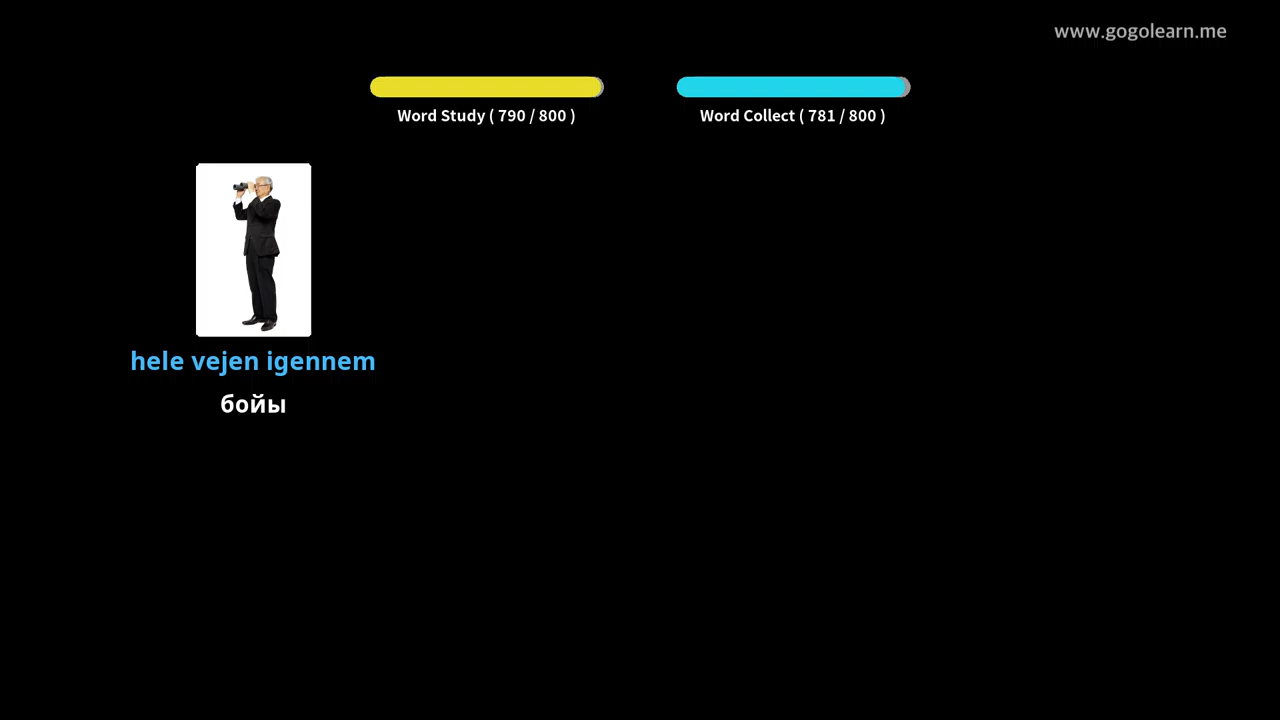 www.gogolearn.me
Word Study ( 790 / 800 )
Word Collect ( 781 / 800 )
hele vejen igennem
бойы